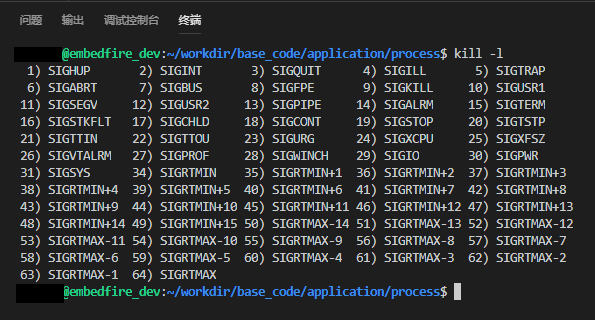 问题 输出 调试控制台 终端
@embedfire_dev:~/workdir/base_code/application/process$ kill -l
1) SIGHUP 2) SIGINT 3) SIGQUIT 4) SIGILL 5) SIGTRAP
6) SIGABRT 7) SIGBUS 8) SIGFPE 9) SIGKILL 10) SIGUSR1
11) SIGSEGV 12) SIGUSR2 13) SIGPIPE 14) SIGALRM 15) SIGTERM
16) SIGSTKFLT 17) SIGCHLD 18) SIGCONT 19) SIGSTOP 20) SIGTSTP
21) SIGTTIN 22) SIGTTOU 23) SIGURG 24) SIGXCPU 25) SIGXFSZ
26) SIGVTALRM 27) SIGPROF 28) SIGWINCH 29) SIGIO 30) SIGPWR
31) SIGSYS 34) SIGRTMIN 35) SIGRTMIN+1 36) SIGRTMIN+2 37) SIGRTMIN+3
38) SIGRTMIN+4 39) SIGRTMIN+5 40) SIGRTMIN+6 41) SIGRTMIN+7 42) SIGRTMIN+8
43) SIGRTMIN+9 44) SIGRTMIN+10 45) SIGRTMIN+11 46) SIGRTMIN+12 47) SIGRTMIN+13
48) SIGRTMIN+14 49) SIGRTMIN+15 50) SIGRTMAX-14 51) SIGRTMAX-13 52) SIGRTMAX-12
53) SIGRTMAX-11 54) SIGRTMAX-10 55) SIGRTMAX-9 56) SIGRTMAX-8 57) SIGRTMAX-7
58) SIGRTMAX-6 59) SIGRTMAX-5 60) SIGRTMAX-4 61) SIGRTMAX-3 62) SIGRTMAX-2
63) SIGRTMAX-1 64) SIGRTMAX
@embedfire_dev:~/workdir/base_code/application/process$